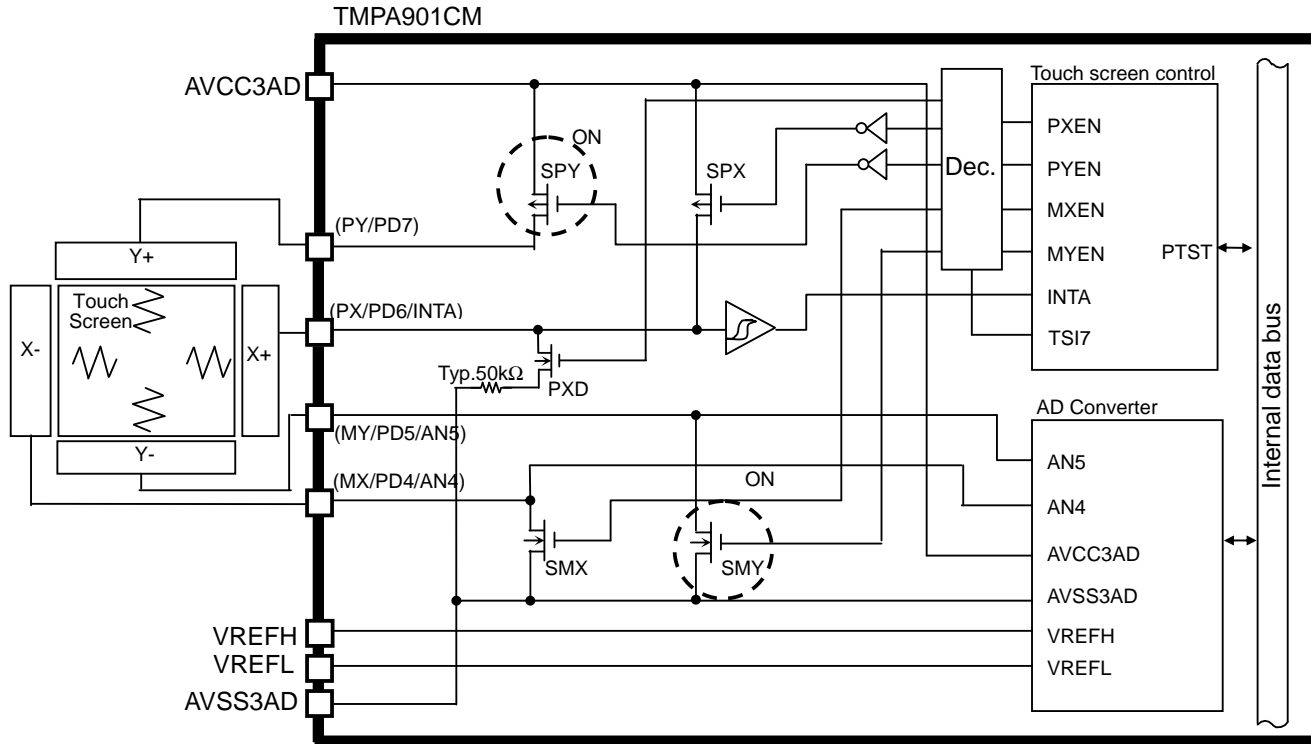 TMPA901CM
AVCC3AD
Touch screen control
ON
SPY
SPX
Dec.
PXEN
PYEN
MXEN
MYEN
PTST
INTA
TSI7
(PY/PD7)
Y+
(PX/PD6/INTA)
Touch
Screen
X-
X+
Typ.50kΩ
PXD
(MY/PD5/AN5)
Y-
(MX/PD4/AN4)
ON
SMX
SMY
AD Converter
AN5
AN4
AVCC3AD
AVSS3AD
VREFH
VREFL
Internal data bus
VREFH
VREFL
AVSS3AD